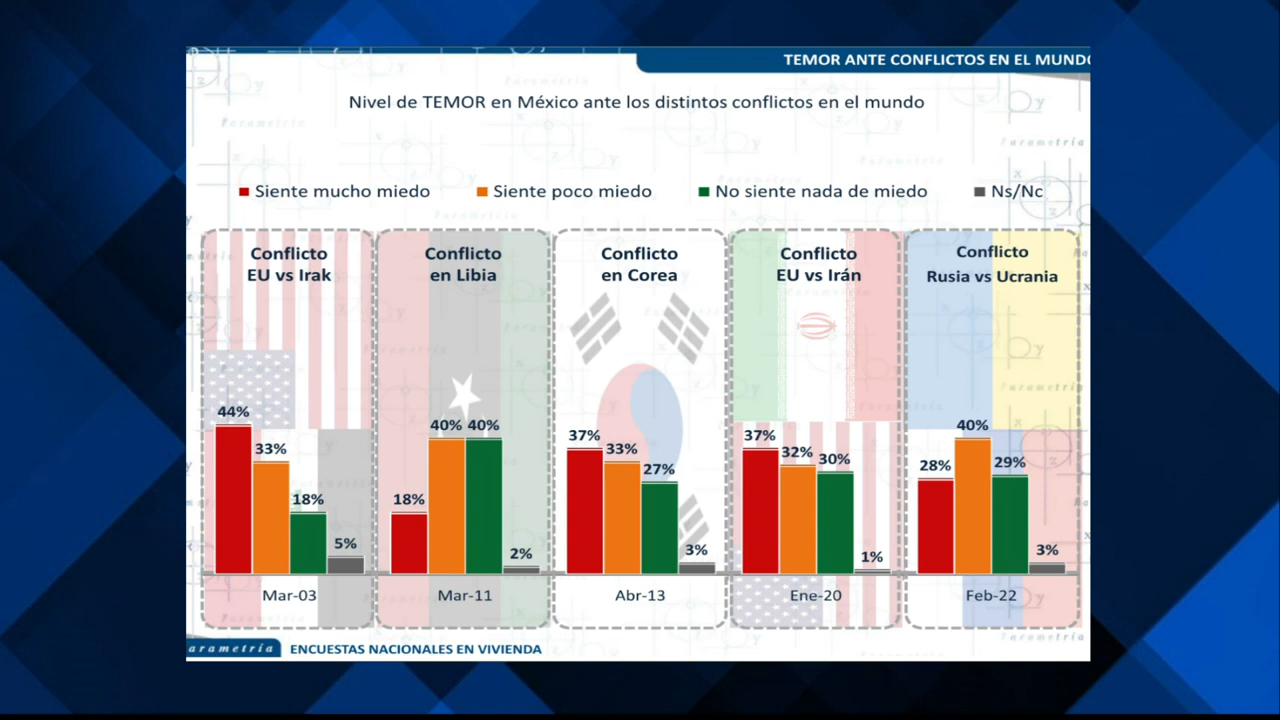 TEMOR ANTE CONFLICTOS EN EL MUNDO
Nivel de TEMOR en México ante los distintos conflictos en el mundo
Siente mucho miedo
Siente poco miedo
No siente nada de miedo
Ns/Nc
Conflicto
EU vs Irak
44%
33%
18%
5%
Mar-03
Conflicto
en Libia
18%
40%
40%
2%
Mar-11
Conflicto
en Corea
37%
33%
27%
3%
Abr-13
Conflicto
EU vs Irán
37%
32%
30%
1%
Ene-20
Conflicto
Rusia vs Ucrania
28%
40%
29%
3%
Feb-22
arametría
ENCUESTAS NACIONALES EN VIVIENDA